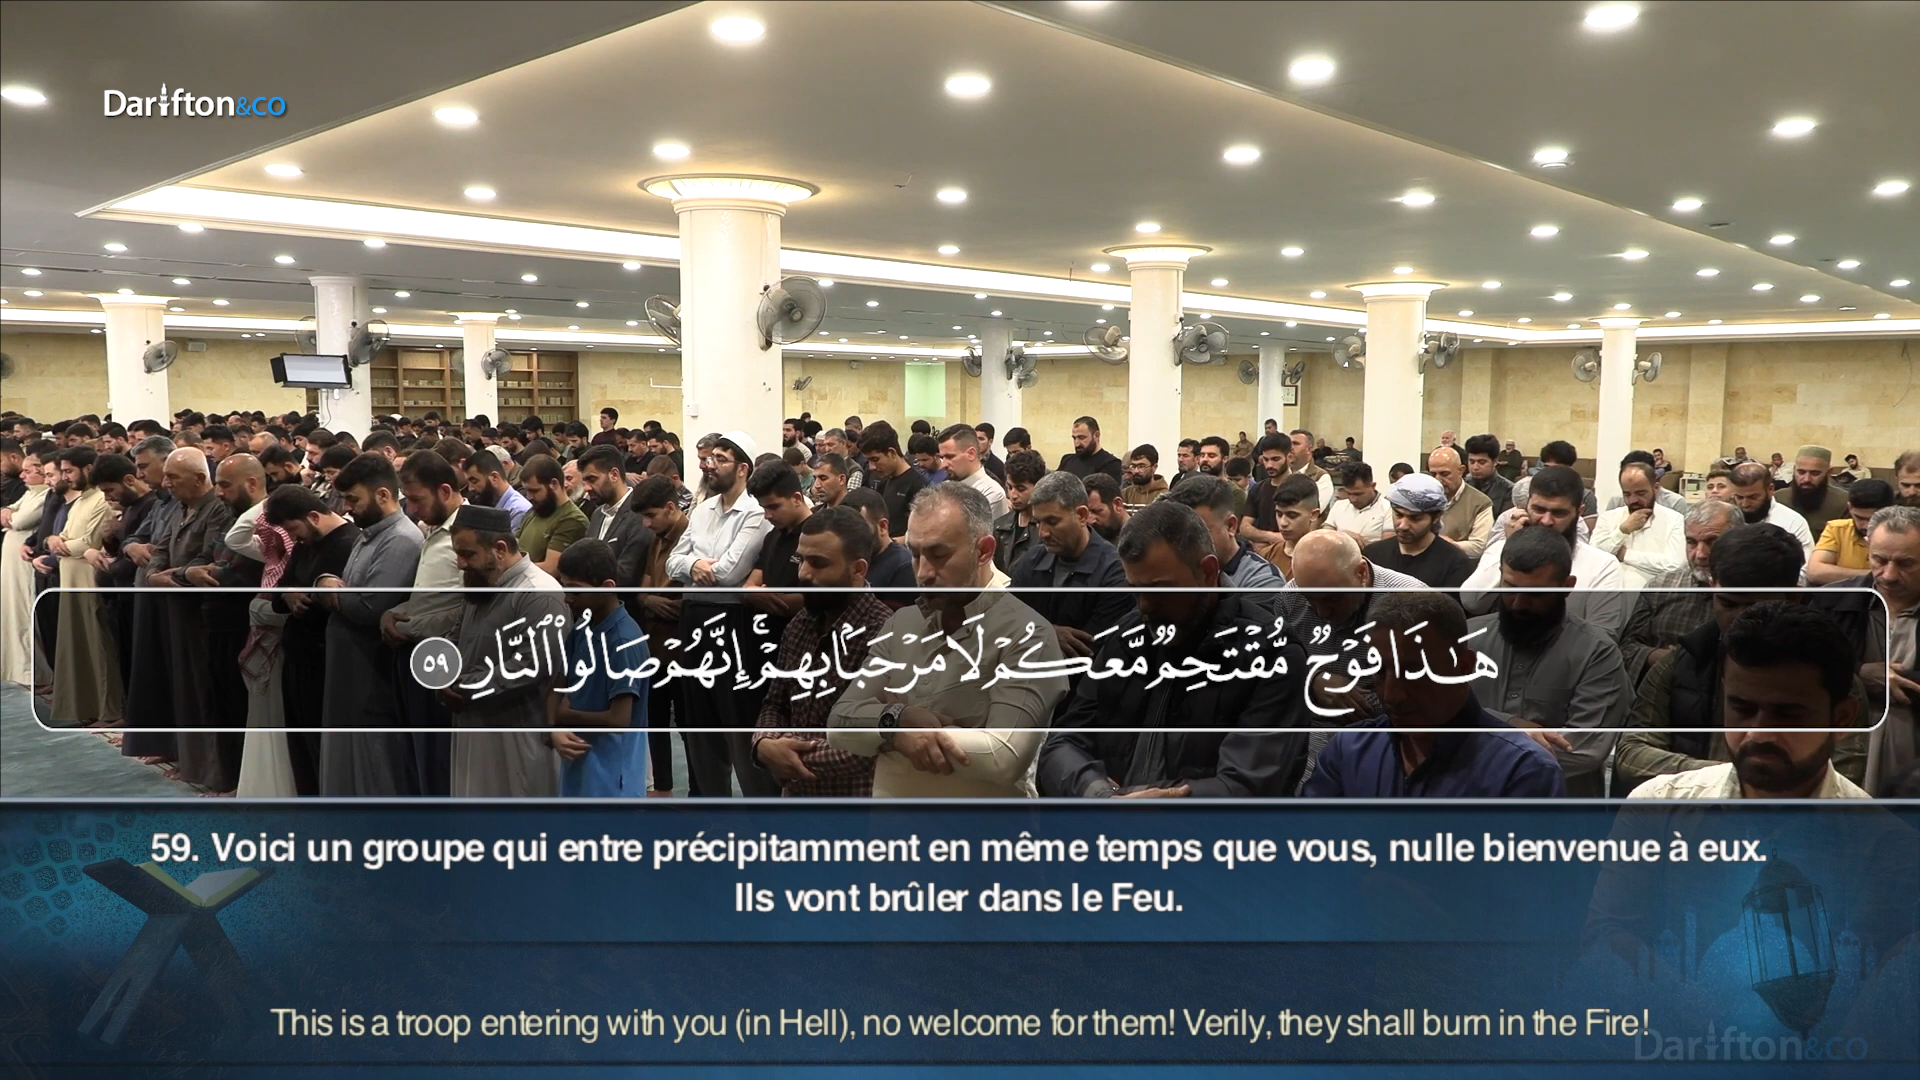 Darifton&co
هَـٰذَا فَوْجٌ مُّقْتَحِمٌ مَّعَكُمْ لَا مَرْحَبًۢا بِهِمْ ۚ إِنَّهُمْ صَالُوا۟ ٱلنَّارِ ٥٩
59. Voici un groupe qui entre précipitamment en même temps que vous, nulle bienvenue à eux.
Ils vont brûler dans le Feu.
This is a troop entering with you (in Hell), no welcome for them! Verily, they shall burn in the Fire!
Darifton&co